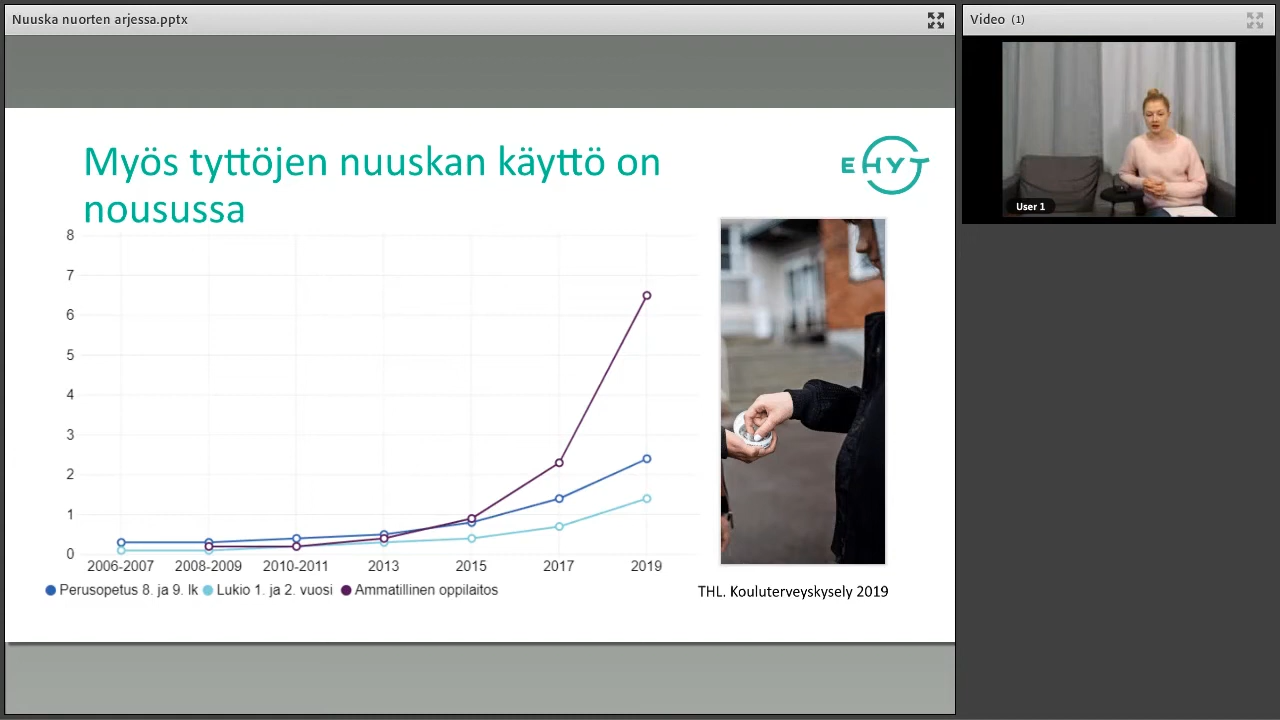 Nuuska nuorten arjessa.pptx
Video (1)
Myös tyttöjen nuuskan käyttö on
nousussa
EHYT
User 1
8
7
6
5
4
3
2
1
0
2006-2007 2008-2009 2010-2011 2013 2015 2017 2019
Perusopetus 8. ja 9. lk Lukio 1. ja 2. vuosi Ammatillinen oppilaitos
THL. Kouluterveyskysely 2019